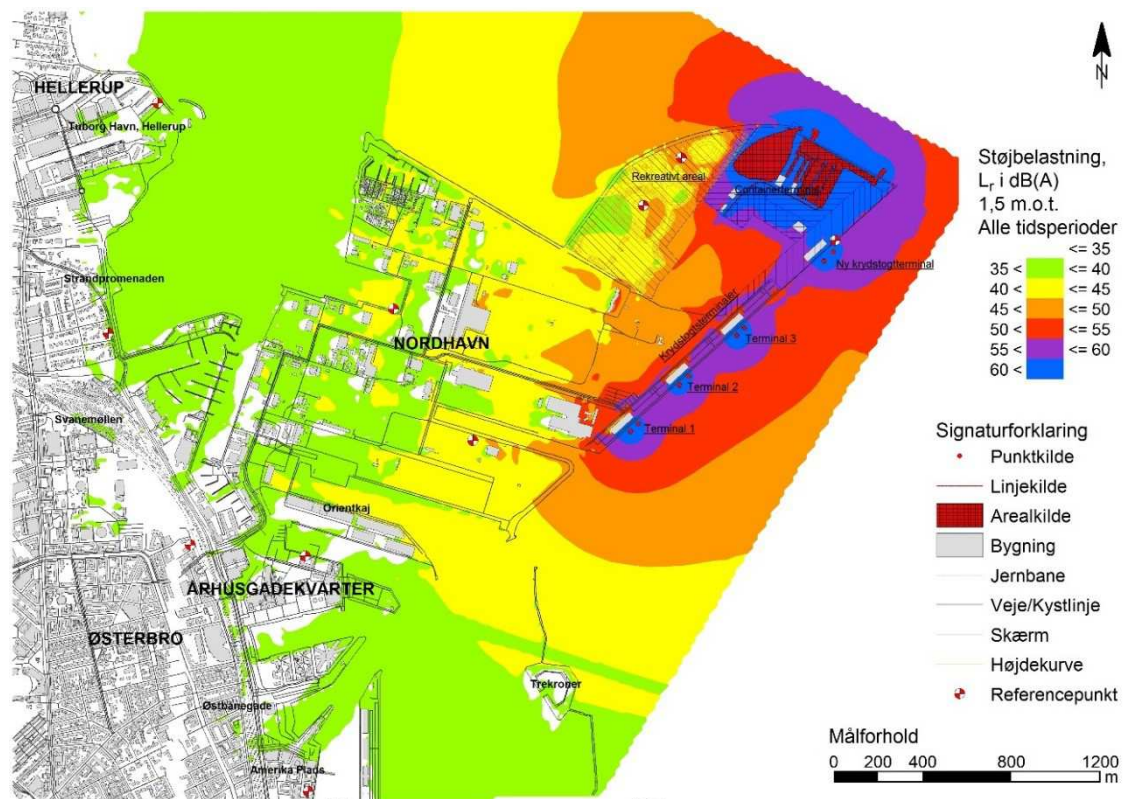 HELLERUP
Tuborg Havn, Hellerup
Strandpromenaden
Svanemøllen
NORDHAVN
Orientkaj
ÅRHUSGADEKVARTER
ØSTERBRO
Østbanegade
Amerika Plads
Trekroner
Rekreativt areal
Containerterminal
Ny krydstogtterminal
Krydstogtsterminaler
Terminal 3
Terminal 2
Terminal 1
N
Støjbelastning,
Lr i dB(A)
1,5 m.o.t.
Alle tidsperioder
<= 35
35 < <= 40
40 < <= 45
45 < <= 50
50 < <= 55
55 < <= 60
60 <
Signaturforklaring
Punktkilde
Linjekilde
Arealkilde
Bygning
Jernbane
Veje/Kystlinje
Skærm
Højdekurve
Referencepunkt
Målforhold
0 200 400 800 1200
m